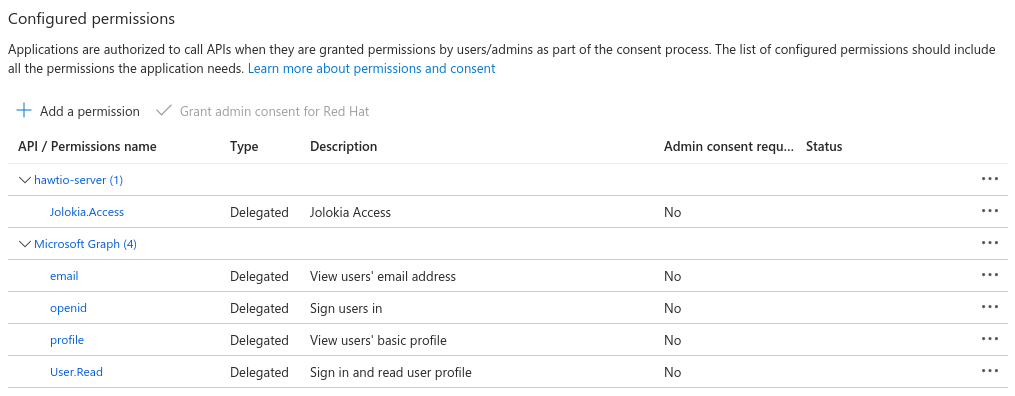 Configured permissions
Applications are authorized to call APIs when they are granted permissions by users/admins as part of the consent process. The list of configured permissions should include
all the permissions the application needs. Learn more about permissions and consent
Add a permission Grant admin consent for Red Hat
API / Permissions name Type Description Admin consent requ... Status
hawtio-server (1)
Jolokia.Access Delegated Jolokia Access No
Microsoft Graph (4)
email Delegated View users' email address No
openid Delegated Sign users in No
profile Delegated View users' basic profile No
User.Read Delegated Sign in and read user profile No